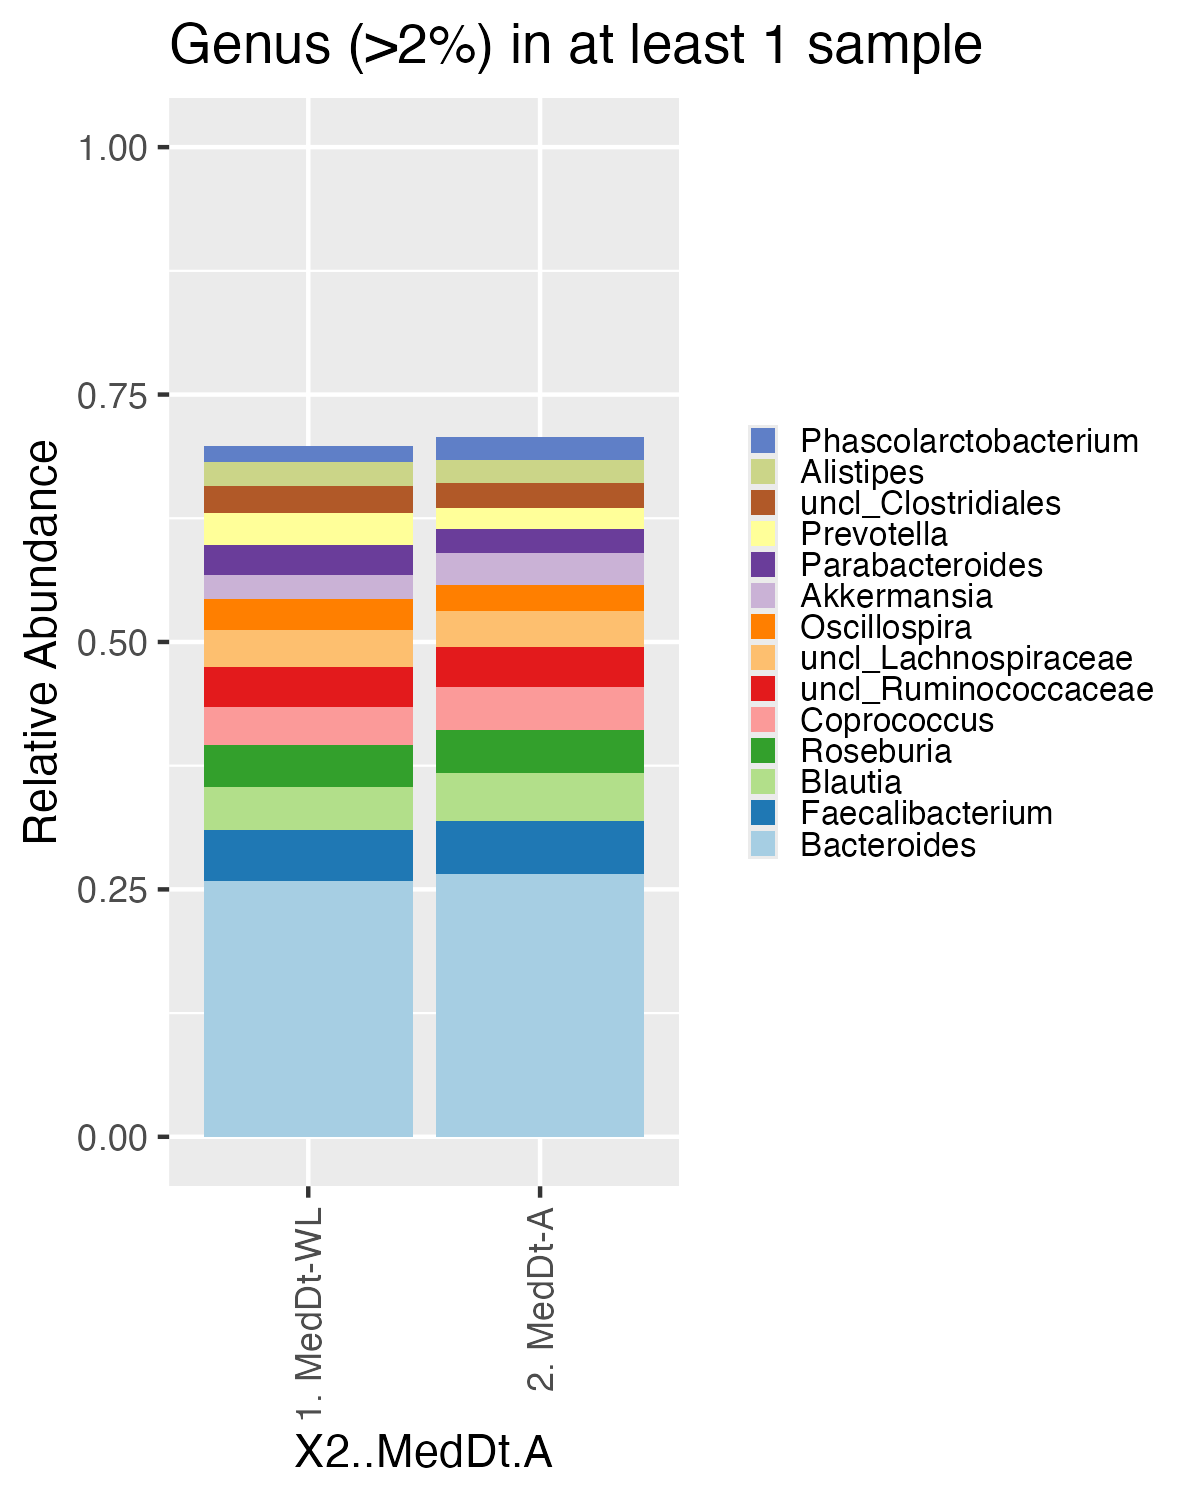 Genus (>2%) in at least 1 sample
1.00
0.75
0.50
0.25
0.00
Relative Abundance
1. MedDt-WL
2. MedDt-A
X2..MedDt.A
Phascolarctobacterium
Alistipes
uncl_Clostridiales
Prevotella
Parabacteroides
Akkermansia
Oscillospira
uncl_Lachnospiraceae
uncl_Ruminococcaceae
Coprococcus
Roseburia
Blautia
Faecalibacterium
Bacteroides